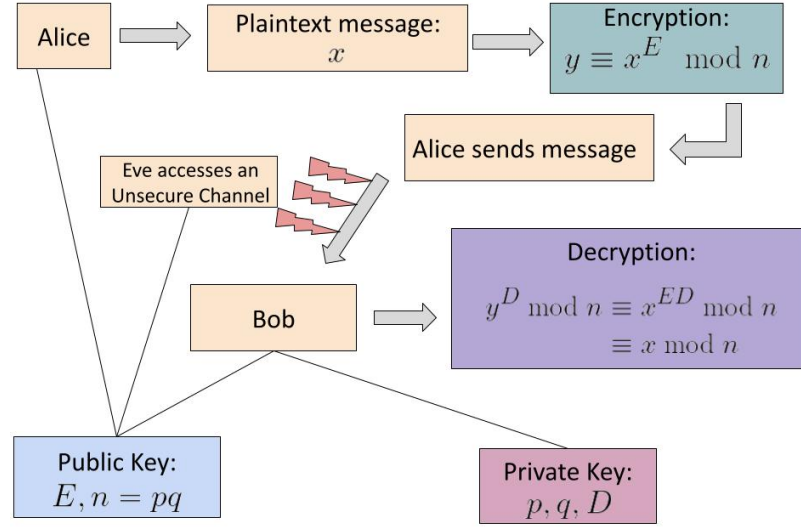 Alice
Plaintext message:
x
Encryption:
y ≡ x^E mod n
Alice sends message
Eve accesses an
Unsecure Channel
Bob
Decryption:
y^D mod n ≡ x^{ED} mod n
≡ x mod n
Public Key:
E, n = pq
Private Key:
p, q, D